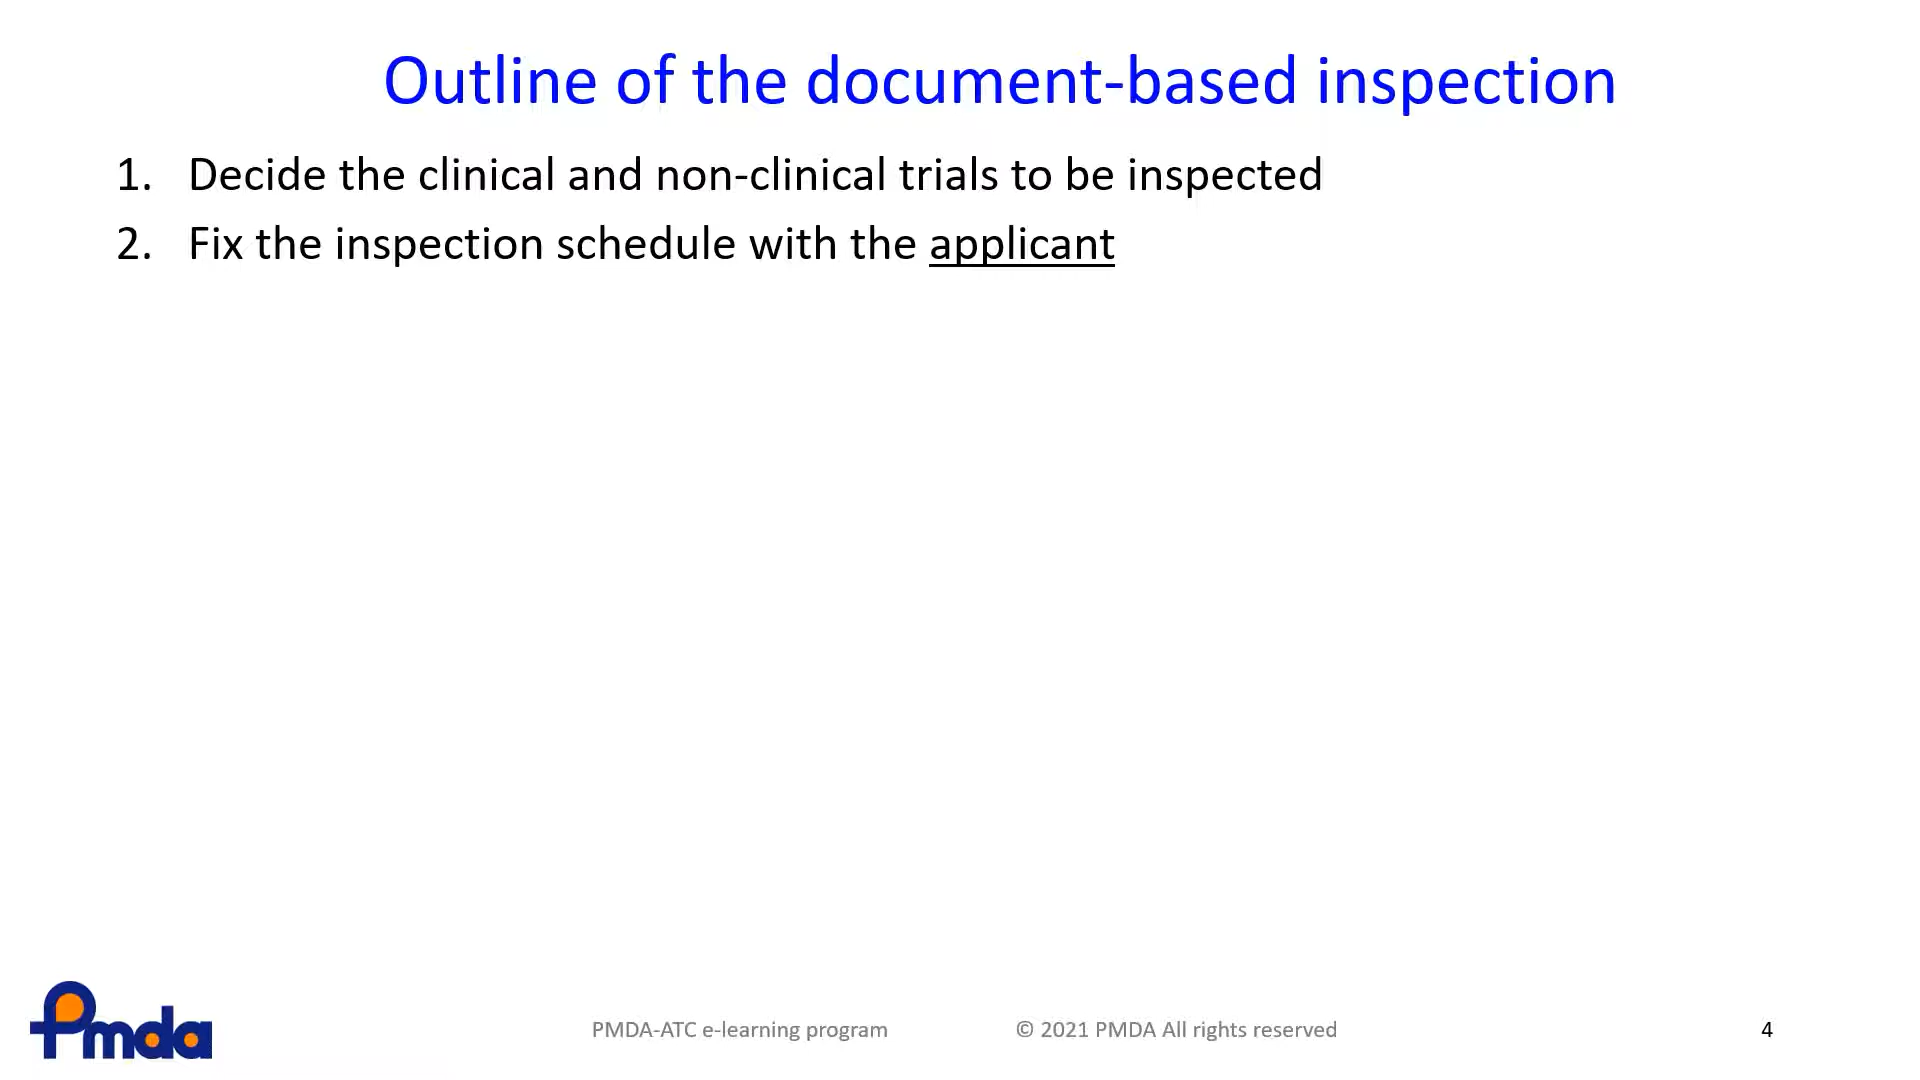 Outline of the document-based inspection
1. Decide the clinical and non-clinical trials to be inspected
2. Fix the inspection schedule with the applicant
Pmda
PMDA-ATC e-learning program
© 2021 PMDA All rights reserved
4